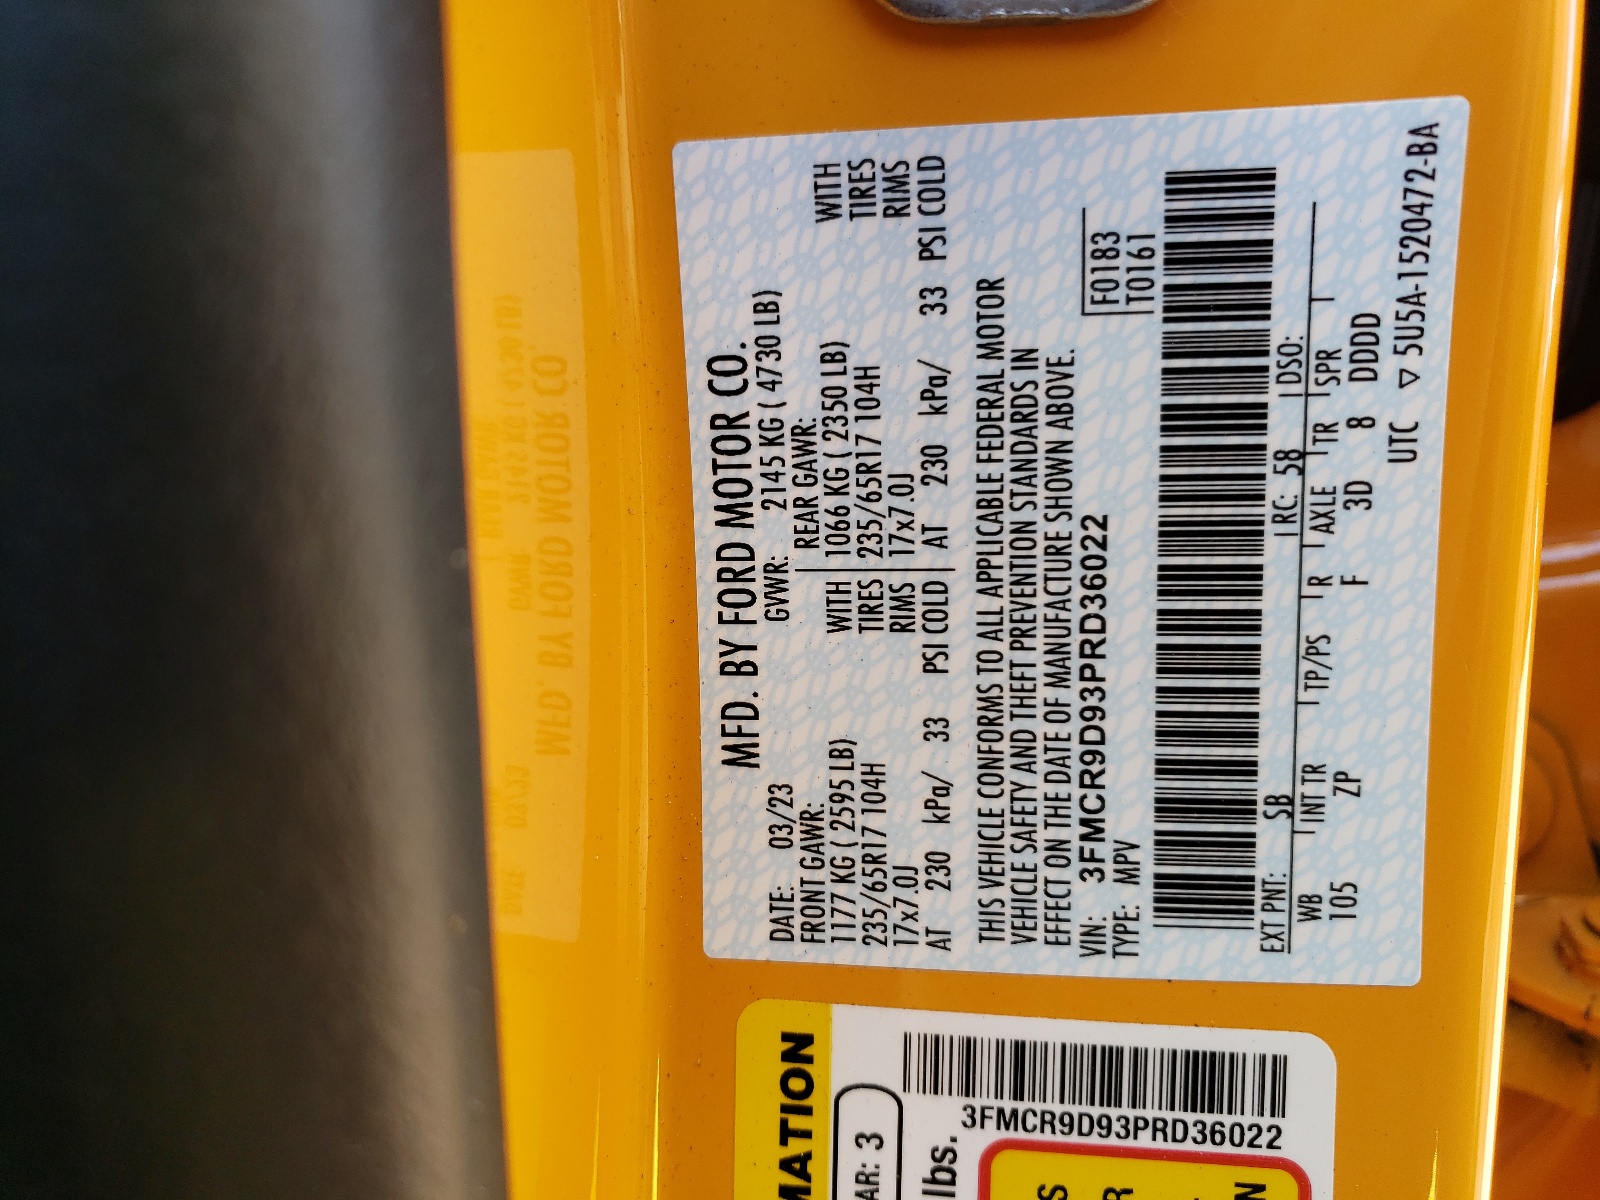 MFD. BY FORD MOTOR CO.
DATE: 03/23 GVWR: 2145 KG ( 4730 LB)
FRONT GAWR: REAR GAWR:
1177 KG ( 2595 LB) WITH 1066 KG ( 2350 LB) WITH
235/65R17 104H TIRES 235/65R17 104H TIRES
17x7.0J RIMS 17x7.0J RIMS
AT 230 kPa/ 33 PSI COLD AT 230 kPa/ 33 PSI COLD
THIS VEHICLE CONFORMS TO ALL APPLICABLE FEDERAL MOTOR
VEHICLE SAFETY AND THEFT PREVENTION STANDARDS IN
EFFECT ON THE DATE OF MANUFACTURE SHOWN ABOVE.
VIN: 3FMCR9D93PRD36022 F0183
TYPE: MPV T0161
EXT PNT: SB RC: 58 DSO:
WB INT TR TP/PS R AXLE TR SPR
105 ZP F 3D 8 DDDD
UTC ▽ 5U5A-1520472-BA
MATION
AR: 3
lbs.
3FMCR9D93PRD36022
S
R
N